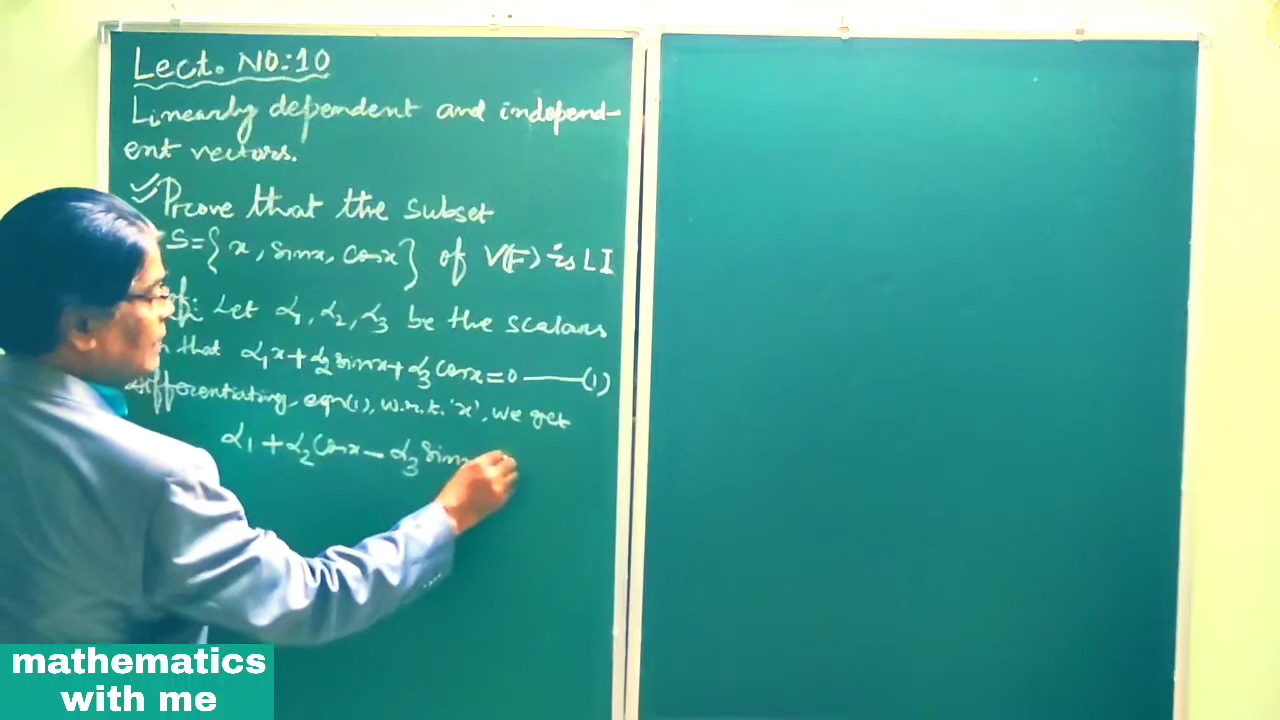 Lect. NO:10
Linearly dependent and independ-
ent vectors.
Prove that the subset
S={x, sinx, cosx} of V(F) is LI
Let α1, α2, α3 be the scalars
that α1x+α2sinx+α3cosx=0 ——(1)
differentiating eqn(1), w.r.t. 'x', we get
α1+α2cosx-α3sinx
mathematics
with me